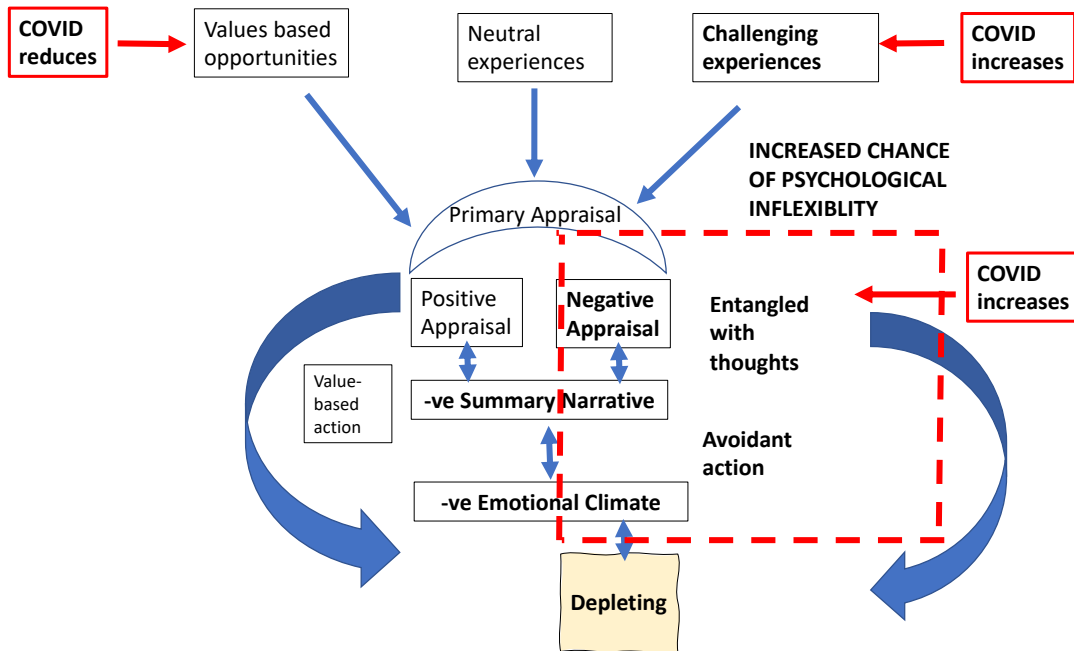 COVID
reduces
Values based
opportunities
Neutral
experiences
Challenging
experiences
COVID
increases
INCREASED CHANCE
OF PSYCHOLOGICAL
INFLEXIBLITY
Primary Appraisal
Positive
Appraisal
Negative
Appraisal
Entangled
with
thoughts
COVID
increases
Value-
based
action
-ve Summary Narrative
Avoidant
action
-ve Emotional Climate
Depleting